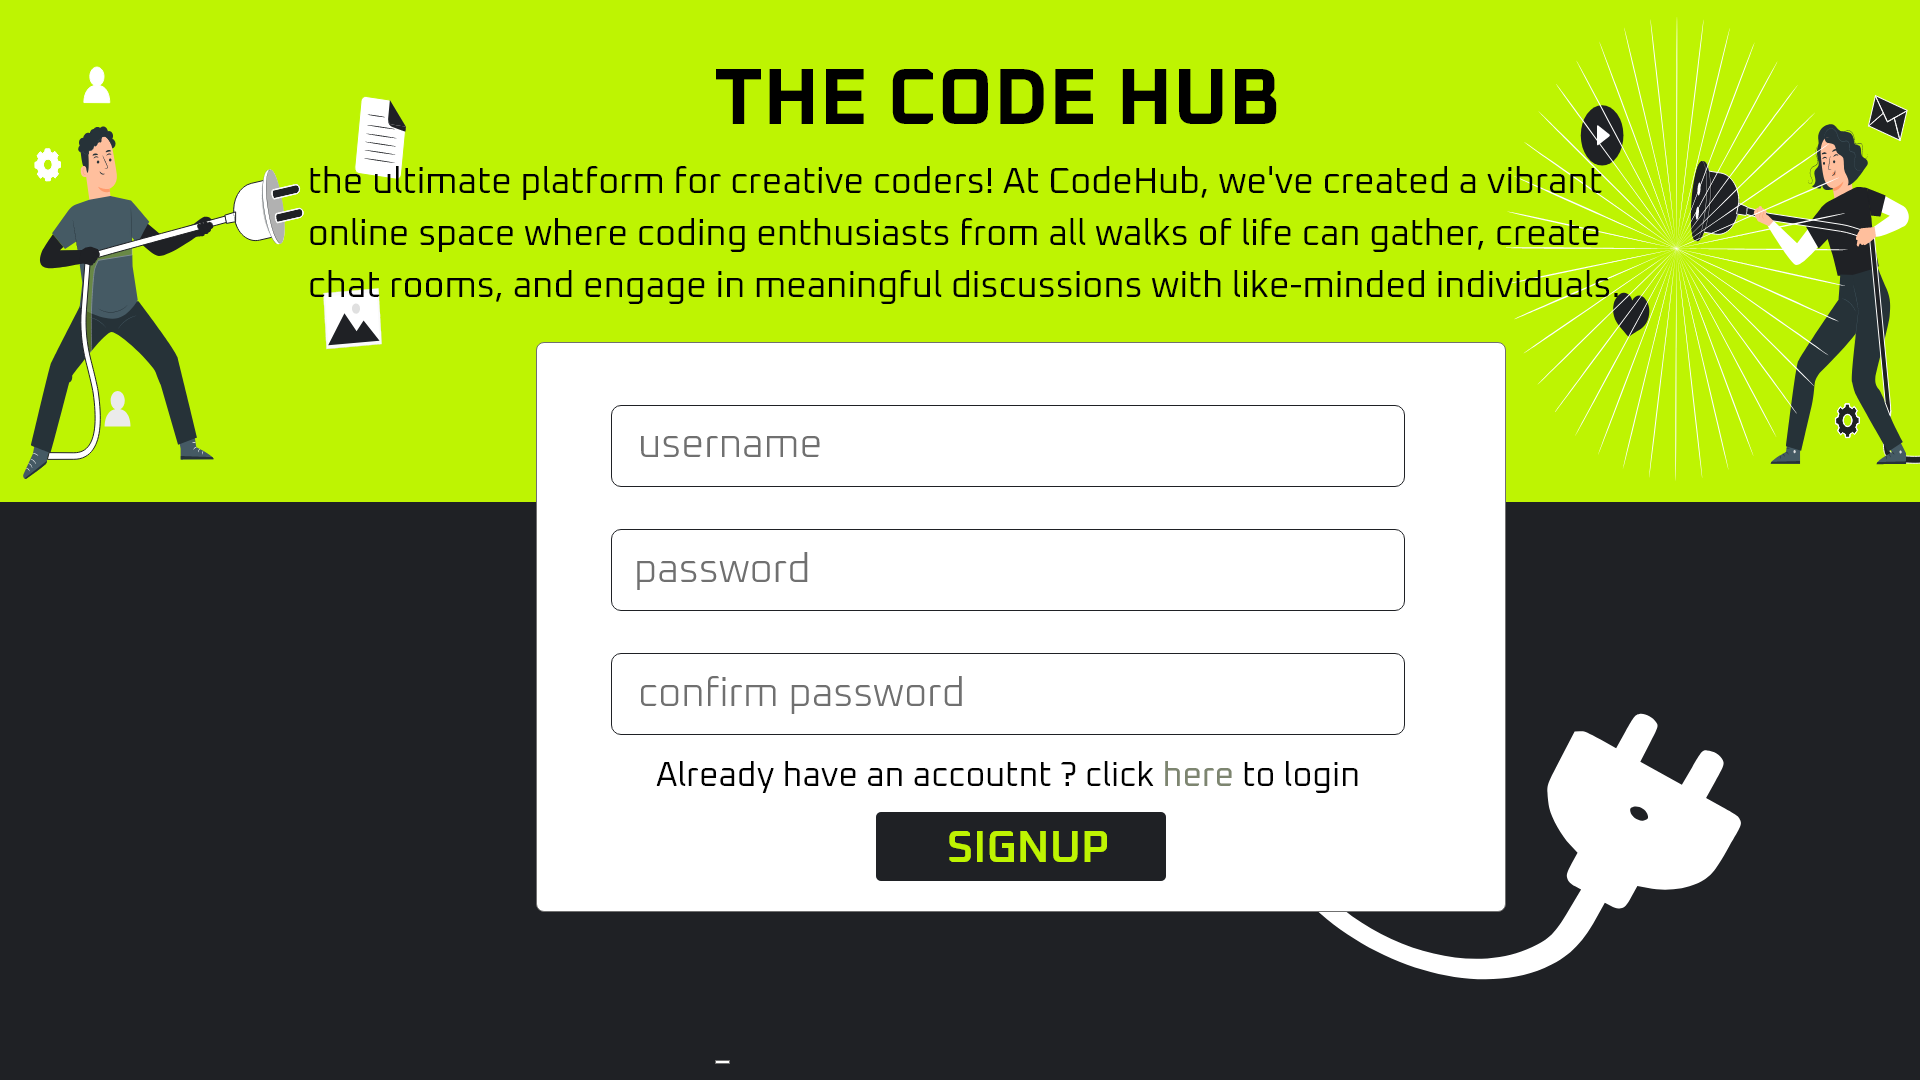 THE CODE HUB
the ultimate platform for creative coders! At CodeHub, we've created a vibrant
online space where coding enthusiasts from all walks of life can gather, create
chat rooms, and engage in meaningful discussions with like-minded individuals.
username
password
confirm password
Already have an accoutnt ? click here to login
SIGNUP